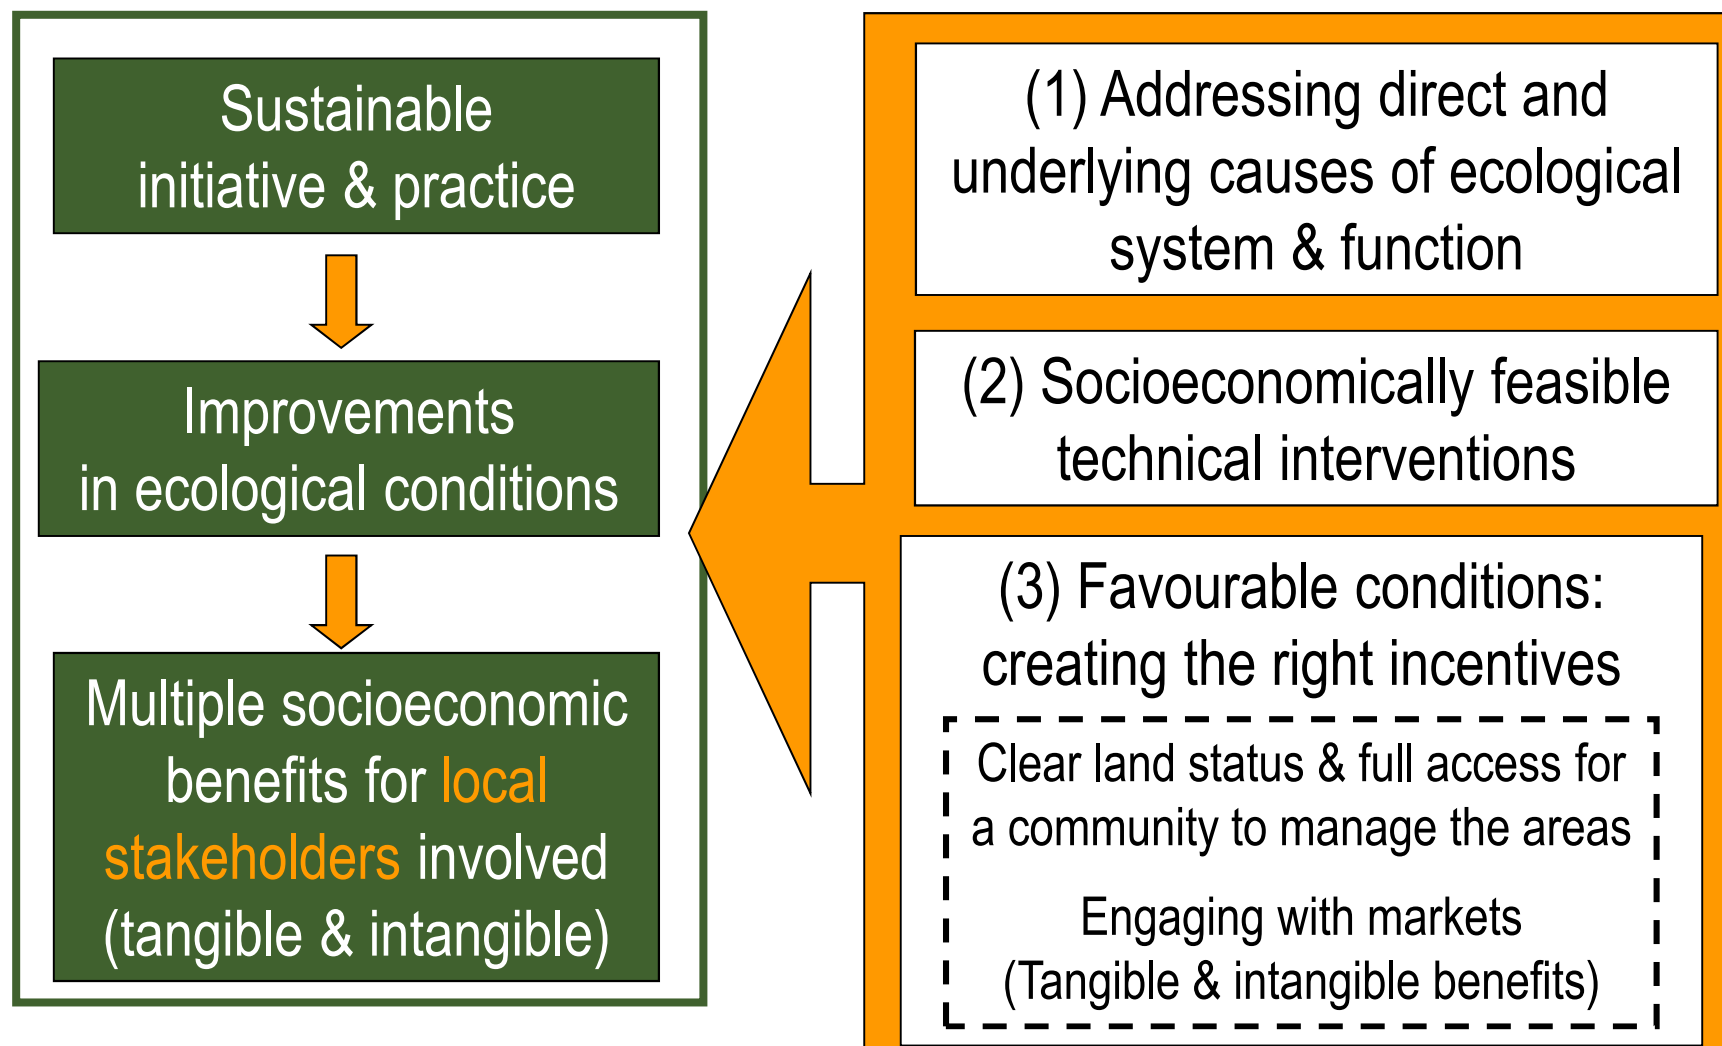 Sustainable
initiative & practice
Improvements
in ecological conditions
Multiple socioeconomic
benefits for local
stakeholders involved
(tangible & intangible)
(1) Addressing direct and
underlying causes of ecological
system & function
(2) Socioeconomically feasible
technical interventions
(3) Favourable conditions:
creating the right incentives
Clear land status & full access for
a community to manage the areas
Engaging with markets
(Tangible & intangible benefits)